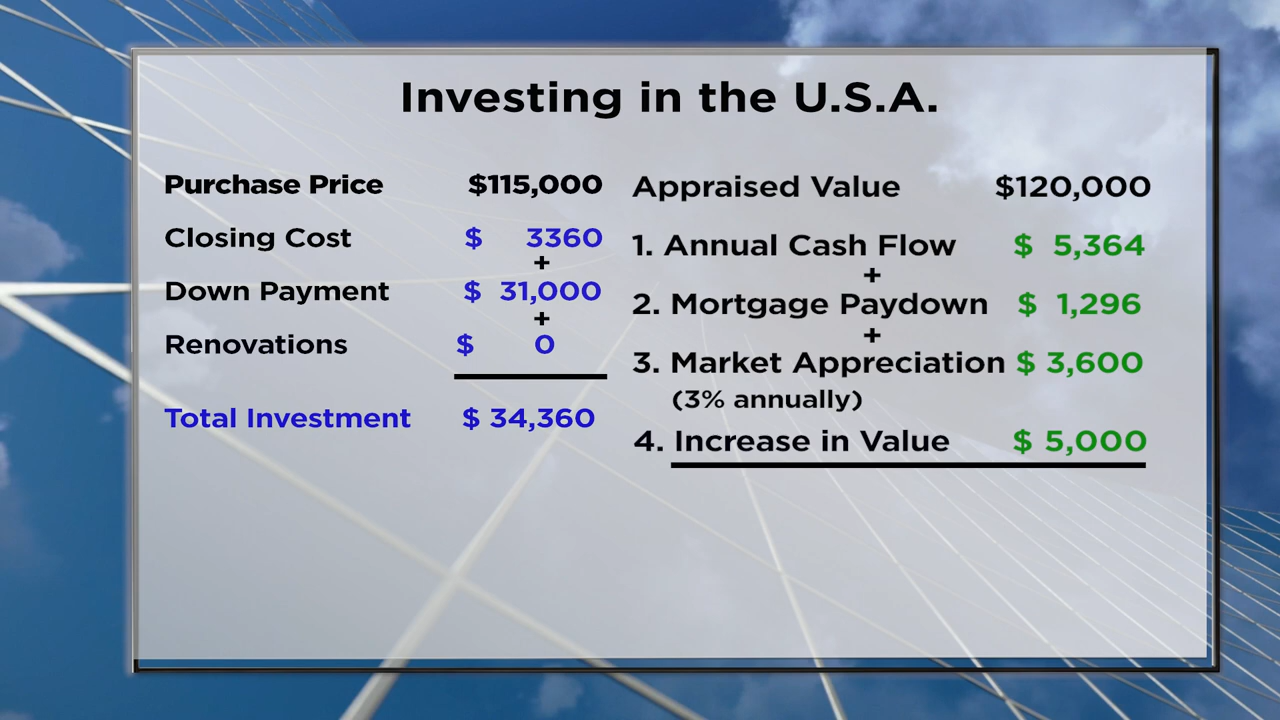 Investing in the U.S.A.
Purchase Price $115,000
Closing Cost $ 3360
+
Down Payment $ 31,000
+
Renovations $ 0
Total Investment $ 34,360
Appraised Value $120,000
1. Annual Cash Flow $ 5,364
+
2. Mortgage Paydown $ 1,296
+
3. Market Appreciation $ 3,600
(3% annually)
4. Increase in Value $ 5,000